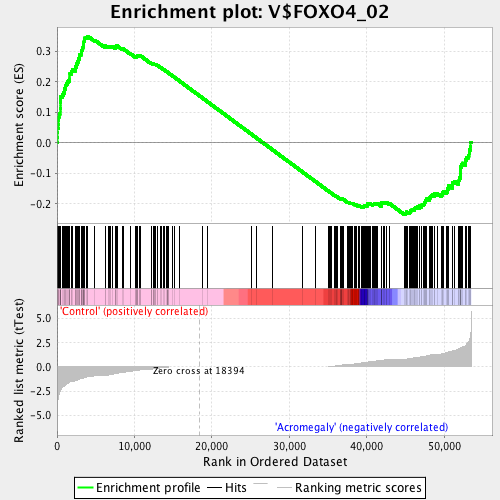 Enrichment plot: V$FOXO4_02
Enrichment score (ES)
0.3
0.2
0.1
0.0
-0.1
-0.2
Ranked list metric (tTest)
'Control' (positively correlated)
5.0
2.5
0.0
-2.5
-5.0
Zero cross at 18394
'Acromegaly' (negatively correlated)
0
10,000
20,000
30,000
40,000
50,000
Rank in Ordered Dataset
Enrichment profile
Hits
Ranking metric scores